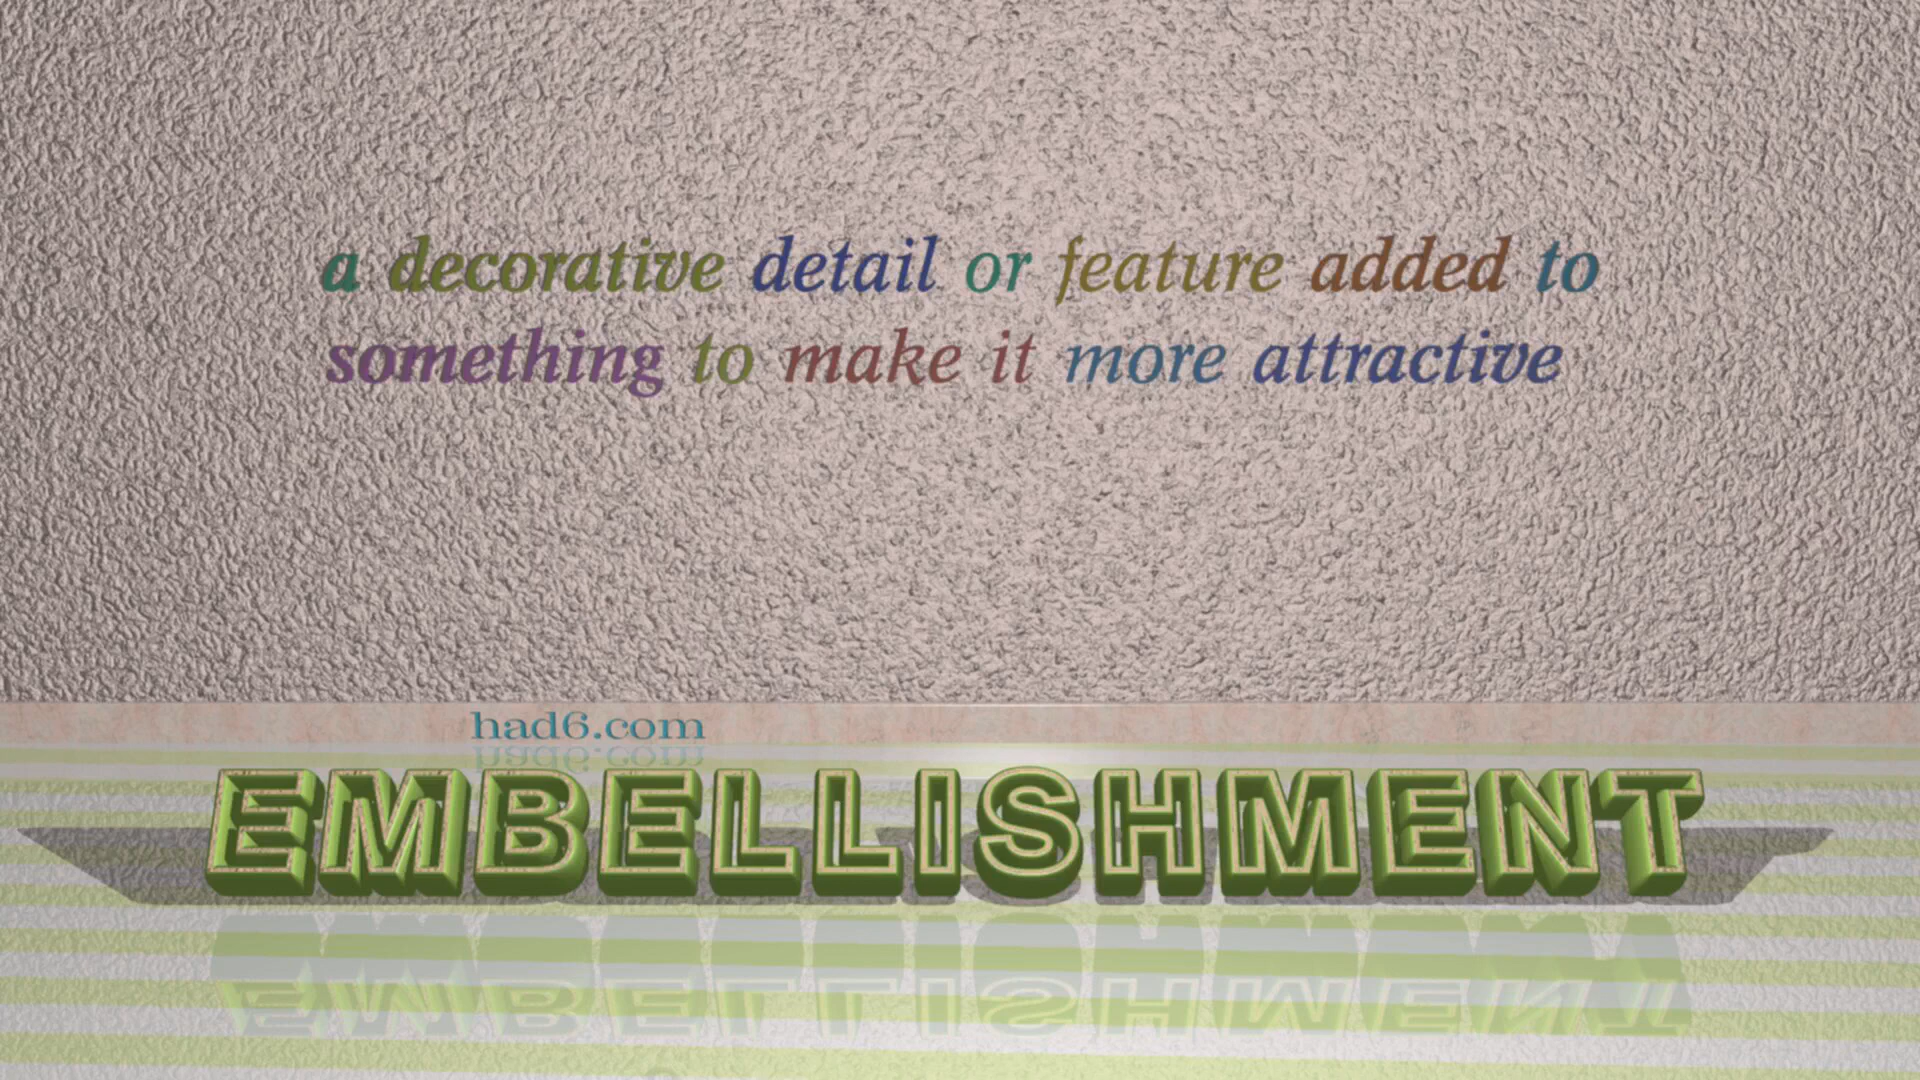 a decorative detail or feature added to
something to make it more attractive
had6.com
EMBELLISHMENT